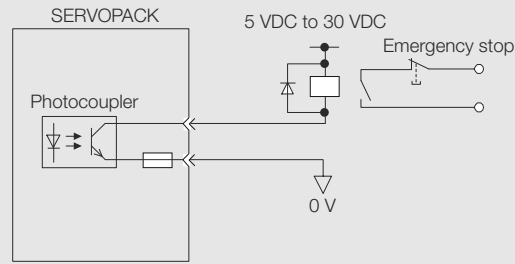 SERVOPACK
5 VDC to 30 VDC
Emergency stop
Photocoupler
0 V